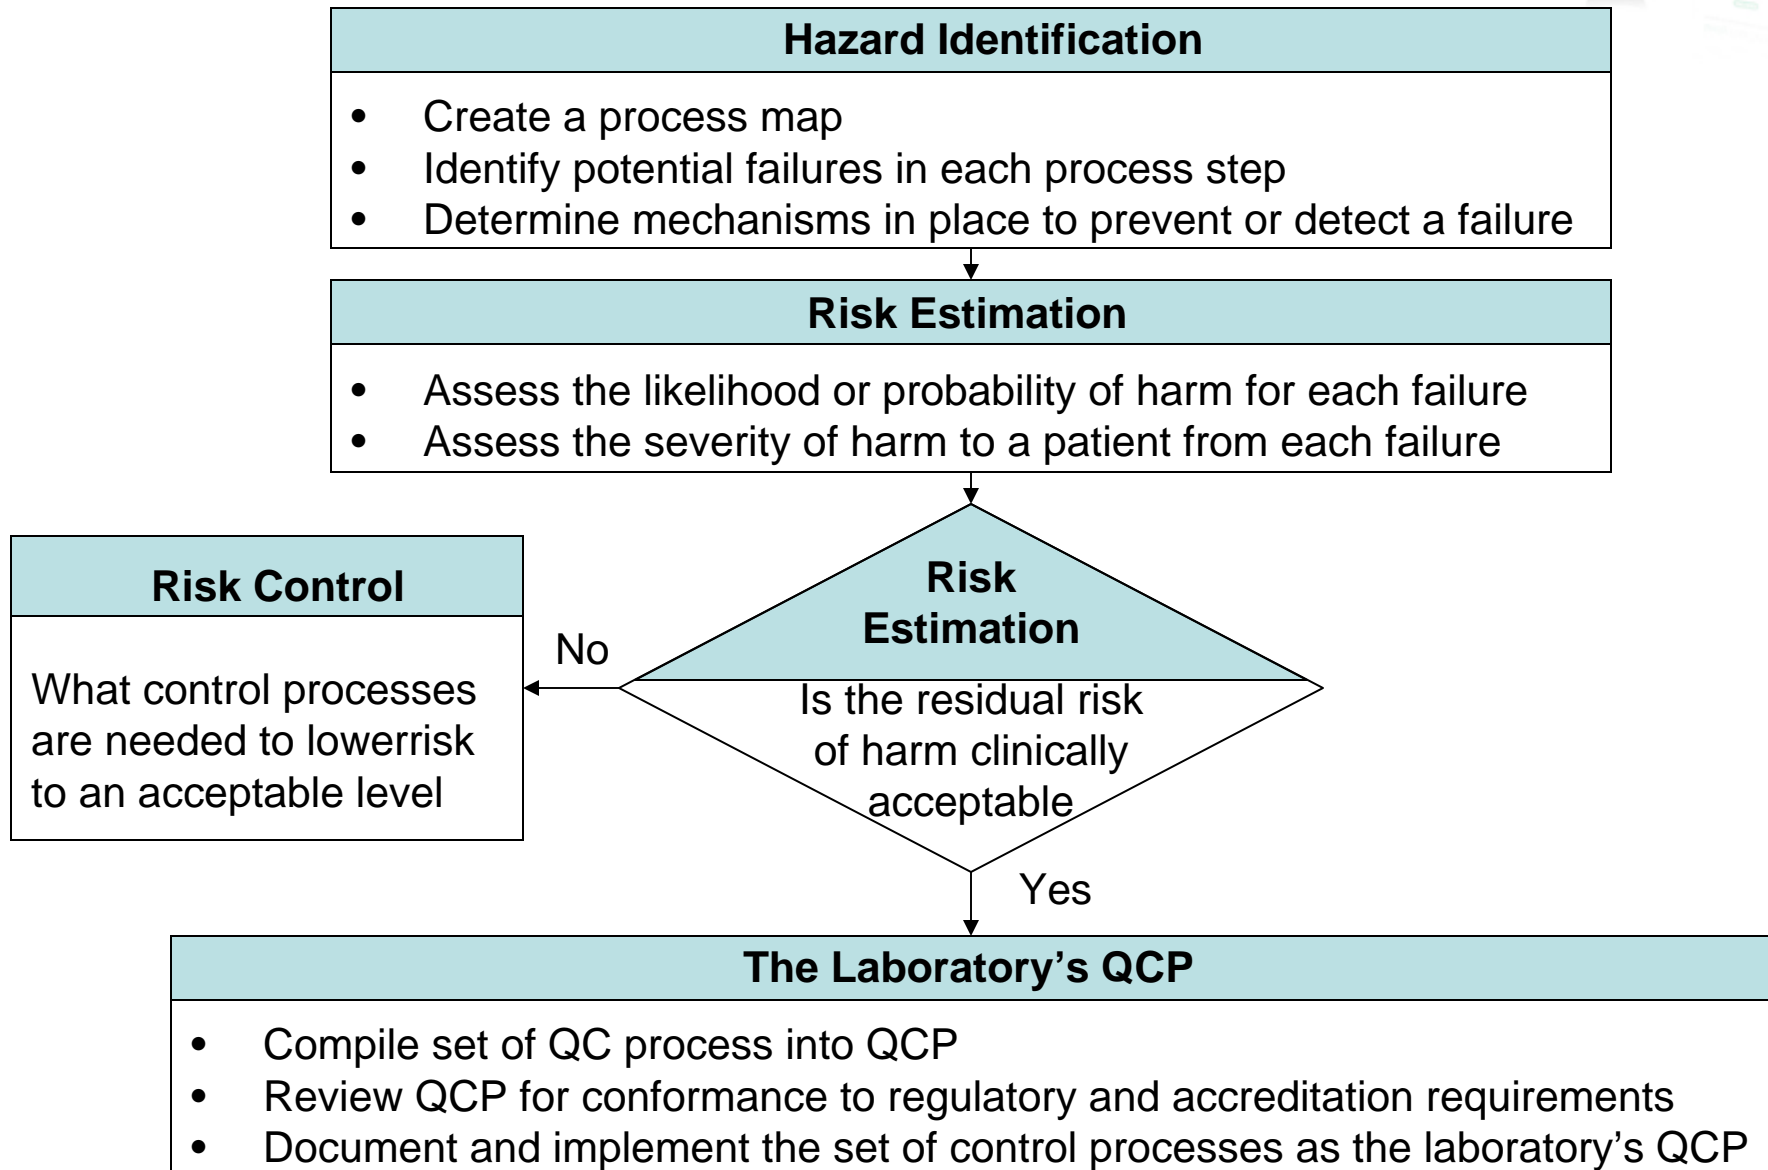 Hazard Identification
• Create a process map
• Identify potential failures in each process step
• Determine mechanisms in place to prevent or detect a failure
Risk Estimation
• Assess the likelihood or probability of harm for each failure
• Assess the severity of harm to a patient from each failure
Risk
Estimation
Is the residual risk
of harm clinically
acceptable
No
Risk Control
What control processes
are needed to lowerrisk
to an acceptable level
Yes
The Laboratory’s QCP
• Compile set of QC process into QCP
• Review QCP for conformance to regulatory and accreditation requirements
• Document and implement the set of control processes as the laboratory’s QCP